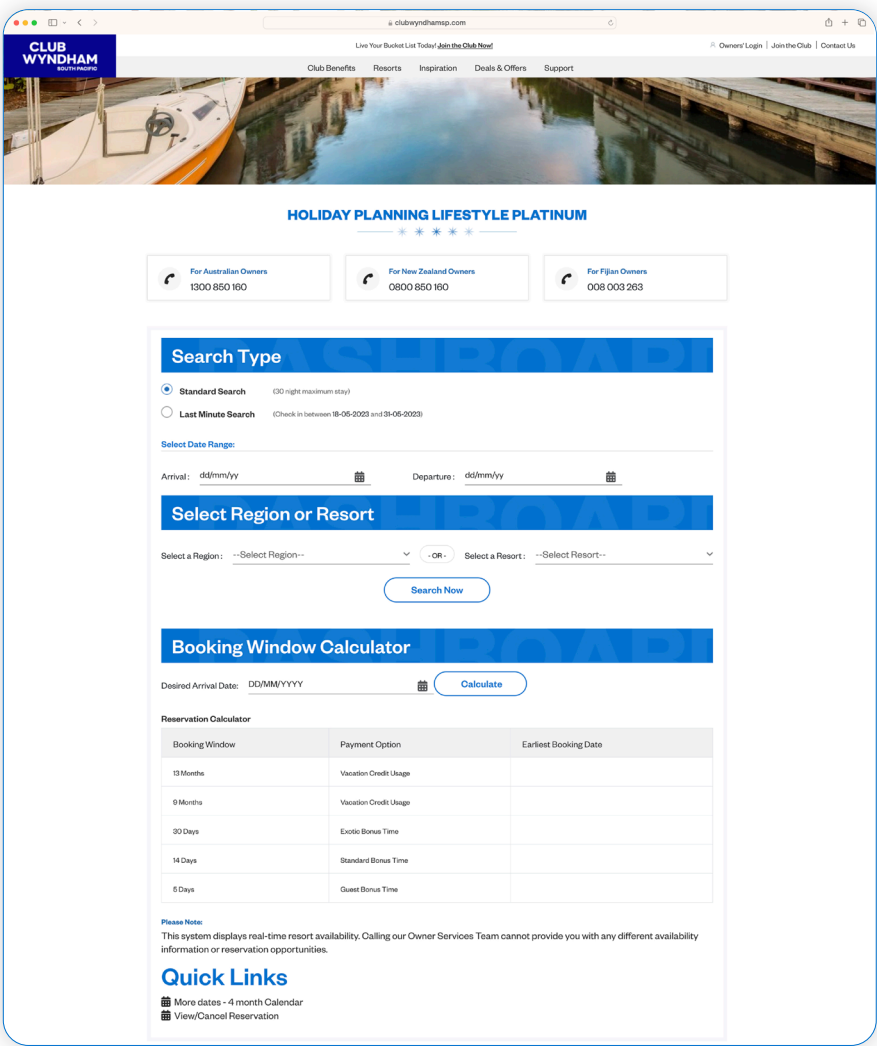 clubwyndhamsp.com
CLUB
WYNDHAM
SOUTH PACIFIC
Live Your Bucket List Today! Join the Club Now!
Owners' Login | Join the Club | Contact Us
Club Benefits Resorts Inspiration Deals & Offers Support
HOLIDAY PLANNING LIFESTYLE PLATINUM
For Australian Owners
1300 850 160
For New Zealand Owners
0800 850 160
For Fijian Owners
008 003 263
DASHBOARD
Search Type
Standard Search (30 night maximum stay)
Last Minute Search (Check in between 18-05-2023 and 31-05-2023)
Select Date Range:
Arrival : dd/mm/yy Departure : dd/mm/yy
DASHBOARD
Select Region or Resort
Select a Region : --Select Region-- - OR - Select a Resort : --Select Resort--
Search Now
DASHBOARD
Booking Window Calculator
Desired Arrival Date: DD/MM/YYYY Calculate
Reservation Calculator
Booking Window Payment Option Earliest Booking Date
13 Months Vacation Credit Usage
9 Months Vacation Credit Usage
30 Days Exotic Bonus Time
14 Days Standard Bonus Time
5 Days Guest Bonus Time
Please Note:
This system displays real-time resort availability. Calling our Owner Services Team cannot provide you with any different availability
information or reservation opportunities.
Quick Links
More dates - 4 month Calendar
View/Cancel Reservation